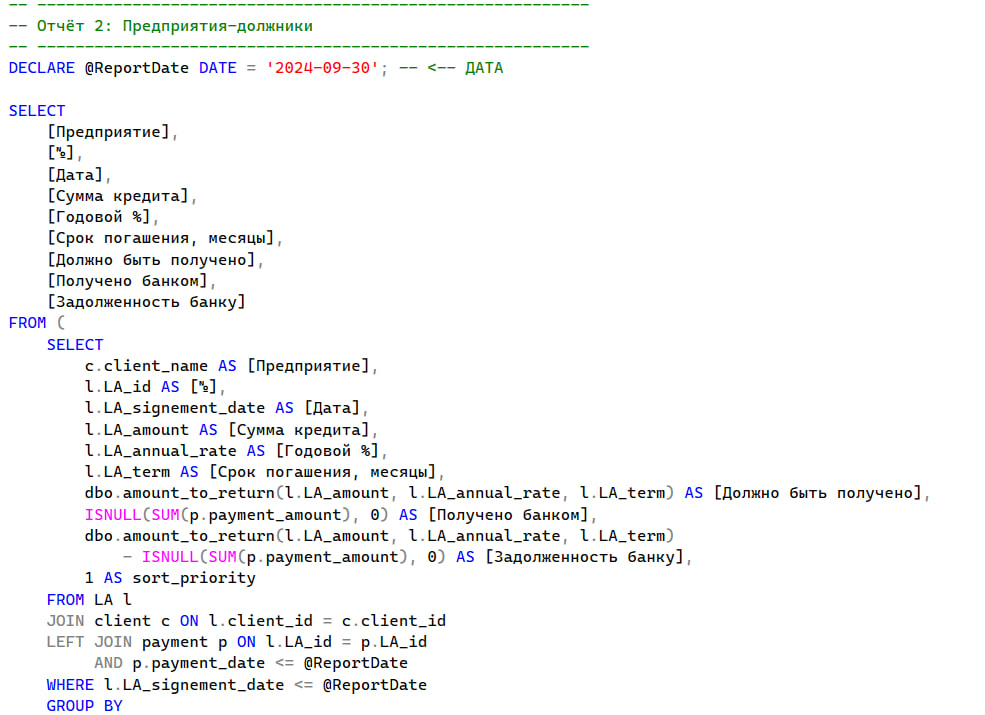 -- ----------------------------------------------------------
-- Отчёт 2: Предприятия-должники
-- ----------------------------------------------------------
DECLARE @ReportDate DATE = '2024-09-30'; -- <-- ДАТА

SELECT
    [Предприятие],
    [№],
    [Дата],
    [Сумма кредита],
    [Годовой %],
    [Срок погашения, месяцы],
    [Должно быть получено],
    [Получено банком],
    [Задолженность банку]
FROM (
    SELECT
        c.client_name AS [Предприятие],
        l.LA_id AS [№],
        l.LA_signement_date AS [Дата],
        l.LA_amount AS [Сумма кредита],
        l.LA_annual_rate AS [Годовой %],
        l.LA_term AS [Срок погашения, месяцы],
        dbo.amount_to_return(l.LA_amount, l.LA_annual_rate, l.LA_term) AS [Должно быть получено],
        ISNULL(SUM(p.payment_amount), 0) AS [Получено банком],
        dbo.amount_to_return(l.LA_amount, l.LA_annual_rate, l.LA_term)
            - ISNULL(SUM(p.payment_amount), 0) AS [Задолженность банку],
        1 AS sort_priority
    FROM LA l
    JOIN client c ON l.client_id = c.client_id
    LEFT JOIN payment p ON l.LA_id = p.LA_id
         AND p.payment_date <= @ReportDate
    WHERE l.LA_signement_date <= @ReportDate
    GROUP BY